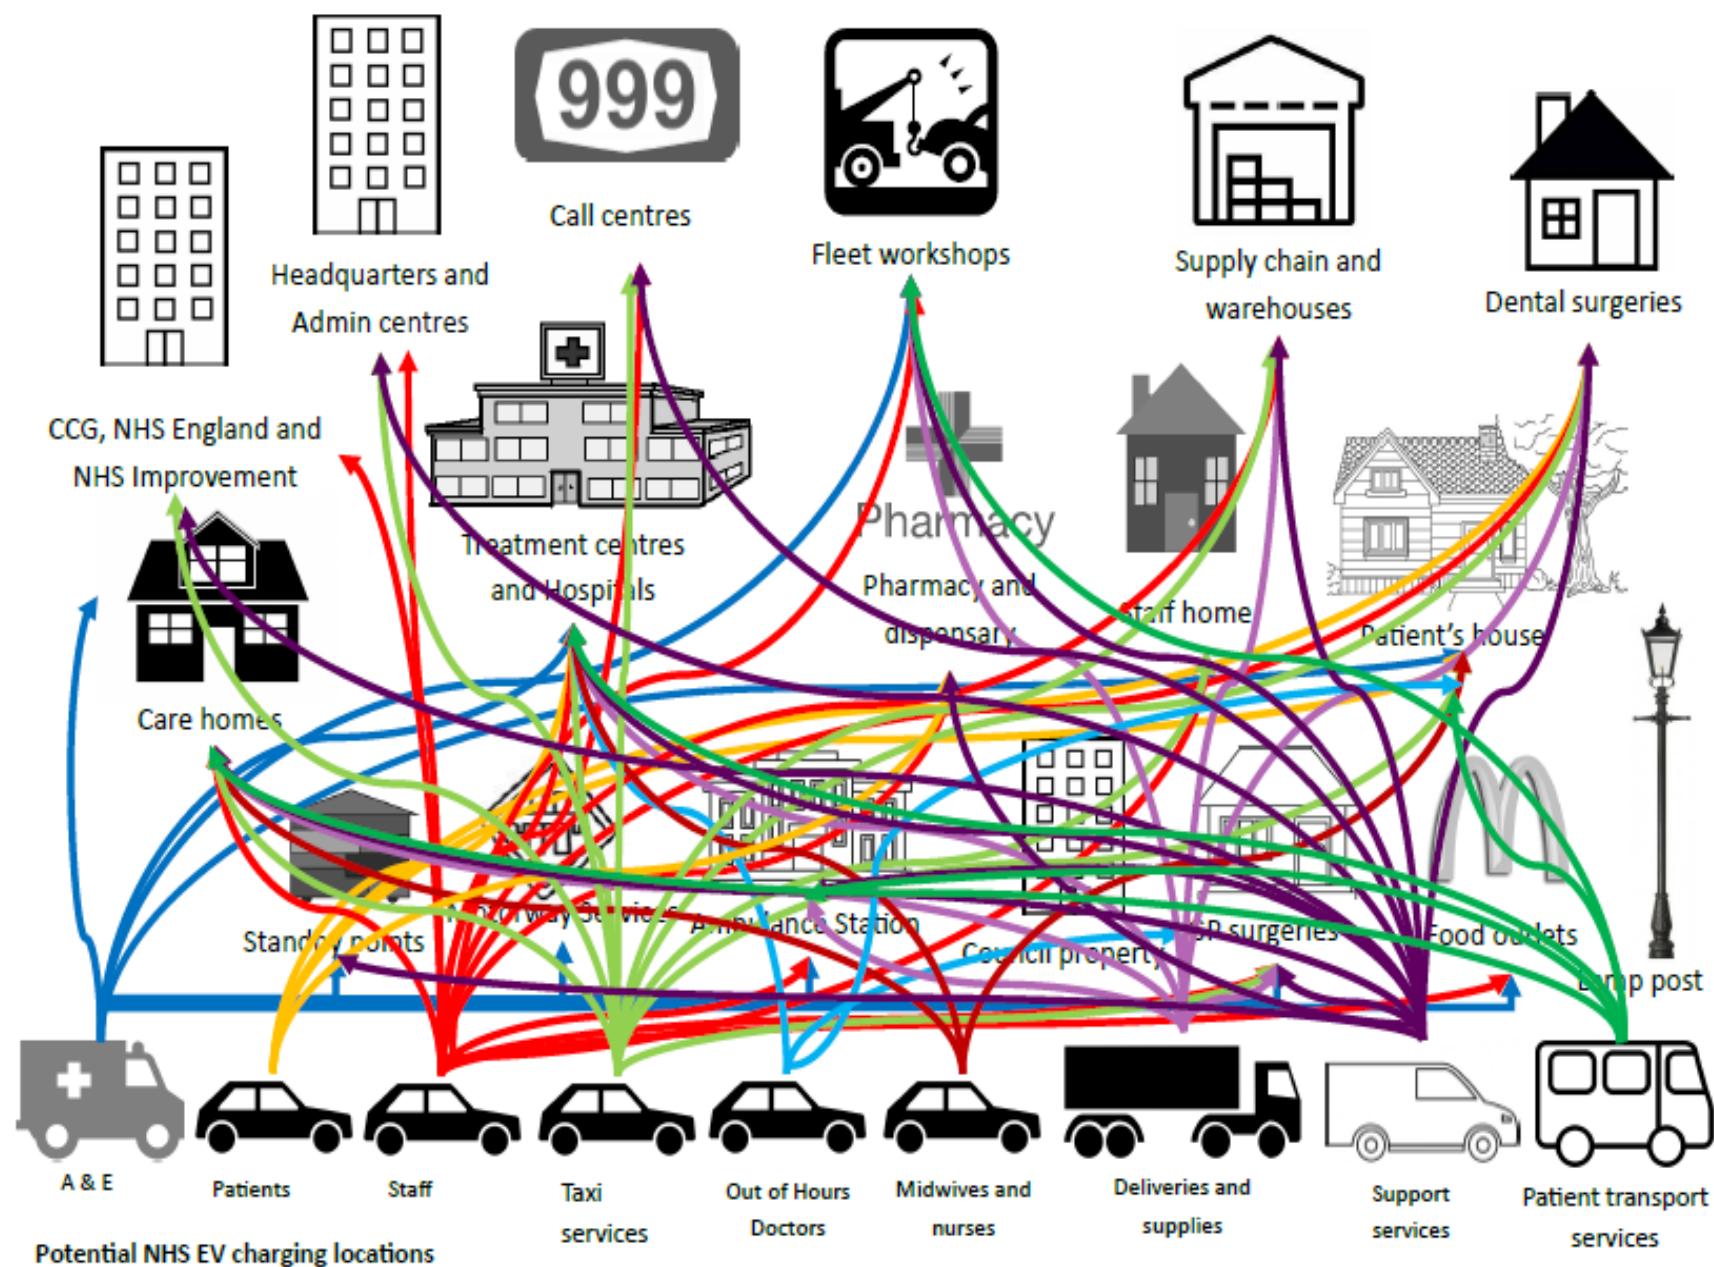 999
Call centres
Fleet workshops
Supply chain and
warehouses
Dental surgeries
Headquarters and
Admin centres
CCG, NHS England and
NHS Improvement
Treatment centres
and Hospitals
Pharmacy
Pharmacy and
dispensary
Staff home
Patient's house
Care homes
Standby points
Motorway Services
Ambulance Station
Council property
GP surgeries
Food outlets
Lamp post
A & E
Patients
Staff
Taxi
services
Out of Hours
Doctors
Midwives and
nurses
Deliveries and
supplies
Support
services
Patient transport
services
Potential NHS EV charging locations